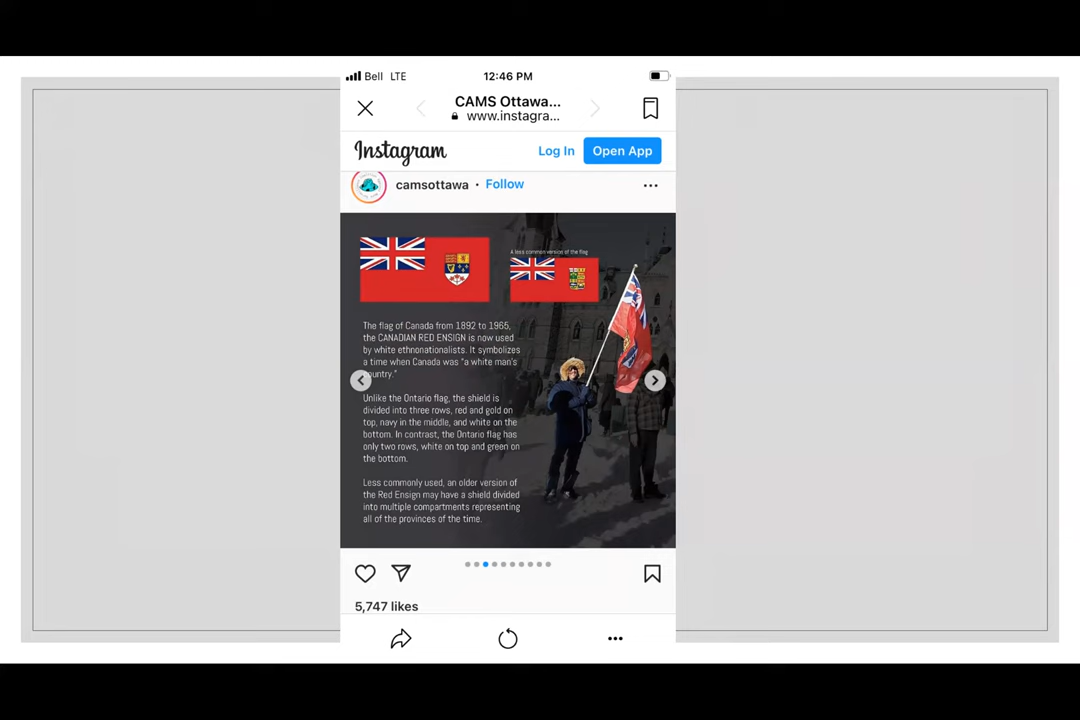 Bell LTE
12:46 PM
CAMS Ottawa...
www.instagra...
Instagram
Log In
Open App
camsottawa • Follow
A less common version of the flag
The flag of Canada from 1892 to 1965,
the CANADIAN RED ENSIGN is now used
by white ethnonationalists. It symbolizes
a time when Canada was "a white man's
country."
Unlike the Ontario flag, the shield is
divided into three rows, red and gold on
top, navy in the middle, and white on the
bottom. In contrast, the Ontario flag has
only two rows, white on top and green on
the bottom.
Less commonly used, an older version of
the Red Ensign may have a shield divided
into multiple compartments representing
all of the provinces of the time.
5,747 likes